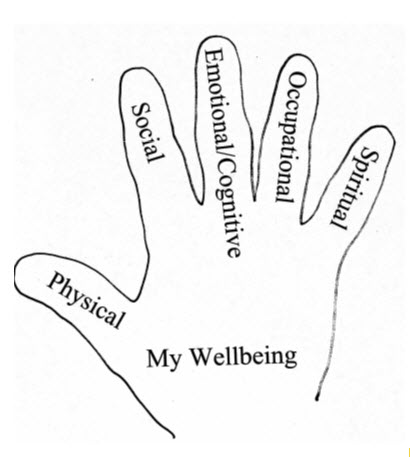 Physical
Social
Emotional/Cognitive
Occupational
Spiritual
My Wellbeing